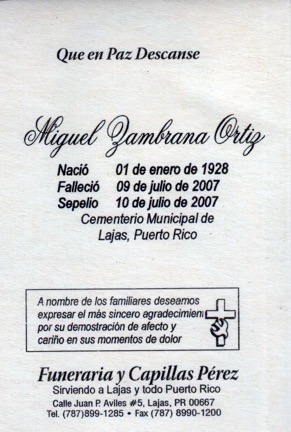 Que en Paz Descanse
Miguel Zambrana Ortiz
Nació 01 de enero de 1928
Falleció 09 de julio de 2007
Sepelio 10 de julio de 2007
Cementerio Municipal de
Lajas, Puerto Rico
A nombre de los familiares deseamos
expresar el más sincero agradecimien
por su demostración de afecto y
cariño en sus momentos de dolor
Funeraria y Capillas Pérez
Sirviendo a Lajas y todo Puerto Rico
Calle Juan P. Aviles #5, Lajas, PR 00667
Tel. (787)899-1285 • Fax (787) 8990-1200